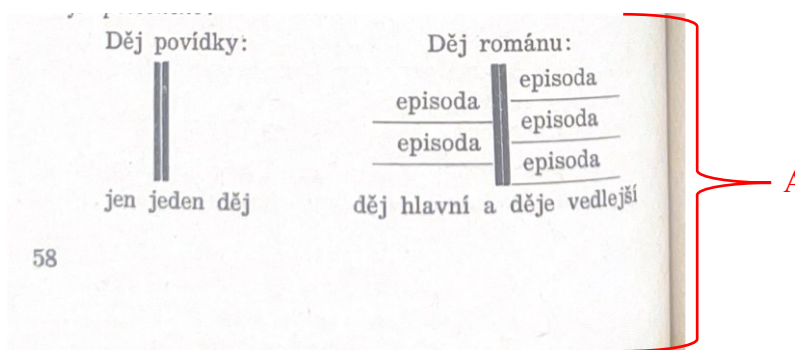 Děj povídky:
jen jeden děj
Děj románu:
episoda
episoda
episoda
episoda
episoda
děj hlavní a děje vedlejší
58